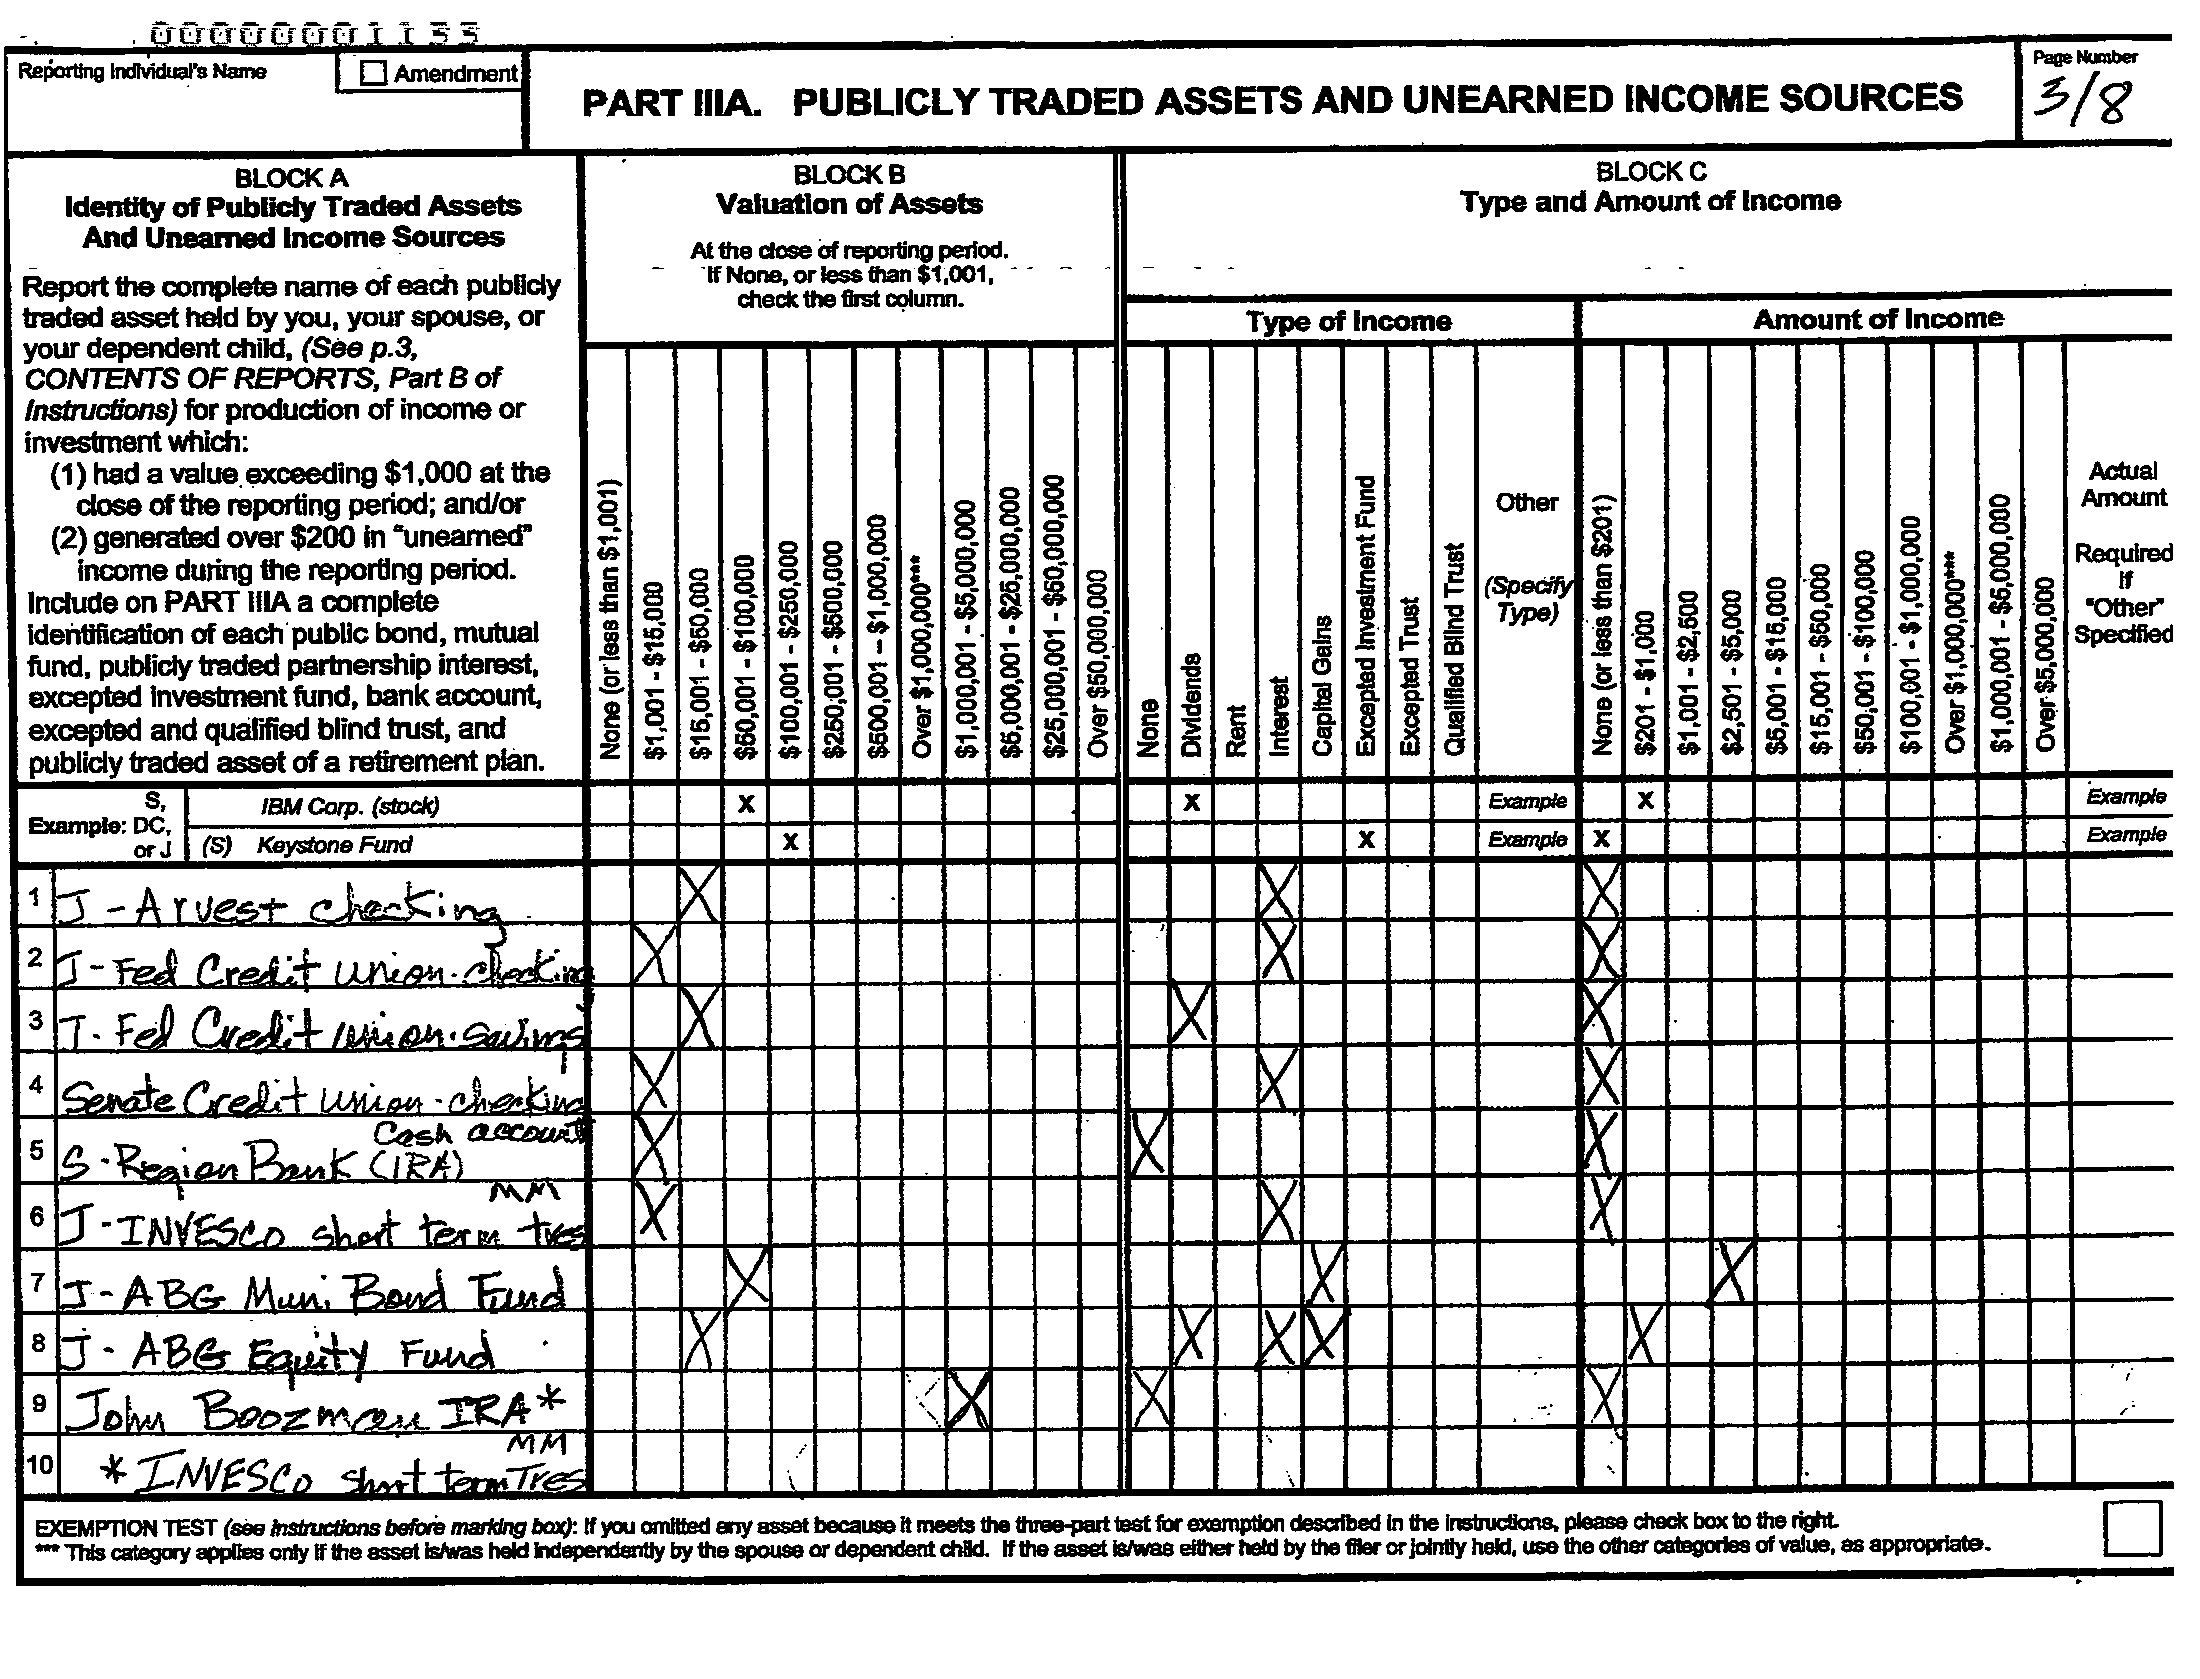 00000001155
Reporting Individual's Name
Amendment
PART IIIA. PUBLICLY TRADED ASSETS AND UNEARNED INCOME SOURCES
Page Number
3/8
BLOCK A
Identity of Publicly Traded Assets
And Unearned Income Sources
Report the complete name of each publicly
traded asset held by you, your spouse, or
your dependent child, (See p.3,
CONTENTS OF REPORTS, Part B of
Instructions) for production of income or
investment which:
(1) had a value exceeding $1,000 at the
close of the reporting period; and/or
(2) generated over $200 in "unearned"
income during the reporting period.
Include on PART IIIA a complete
identification of each public bond, mutual
fund, publicly traded partnership interest,
excepted investment fund, bank account,
excepted and qualified blind trust, and
publicly traded asset of a retirement plan.
BLOCK B
Valuation of Assets
At the close of reporting period.
If None, or less than $1,001,
check the first column.
None (or less than $1,001)
$1,001 - $15,000
$15,001 - $50,000
$50,001 - $100,000
$100,001 - $250,000
$250,001 - $500,000
$500,001 – $1,000,000
Over $1,000,000***
$1,000,001 - $5,000,000
$5,000,001 - $25,000,000
$25,000,001 - $50,000,000
Over $50,000,000
BLOCK C
Type and Amount of Income
Type of Income
None
Dividends
Rent
Interest
Capital Gains
Excepted Investment Fund
Excepted Trust
Qualified Blind Trust
Other
(Specify
Type)
Amount of Income
None (or less than $201)
$201 - $1,000
$1,001 - $2,500
$2,501 - $5,000
$5,001 - $15,000
$15,001 - $50,000
$50,001 - $100,000
$100,001 - $1,000,000
Over $1,000,000***
$1,000,001 - $5,000,000
Over $5,000,000
Actual
Amount
Required
If
"Other"
Specified
Example: S, DC, or J
IBM Corp. (stock) X X Example X Example
(S) Keystone Fund X X Example X Example
1 J - Arvest checking X X X
2 J - Fed Credit Union - checking X X X
3 J - Fed Credit Union - Savings X X X
4 Senate Credit Union - checking X X X
Cash account
5 S - Region Bank (IRA) X X X
MM
6 J - INVESCO short term tres X X X
7 J - ABG Muni Bond Fund X X X
8 J - ABG Equity Fund X X X X X
9 John Boozman IRA* X X X
MM
10 * INVESCO short term Tres
EXEMPTION TEST (see instructions before marking box): If you omitted any asset because it meets the three-part test for exemption described in the instructions, please check box to the right.
*** This category applies only if the asset is/was held independently by the spouse or dependent child. If the asset is/was either held by the filer or jointly held, use the other categories of value, as appropriate.